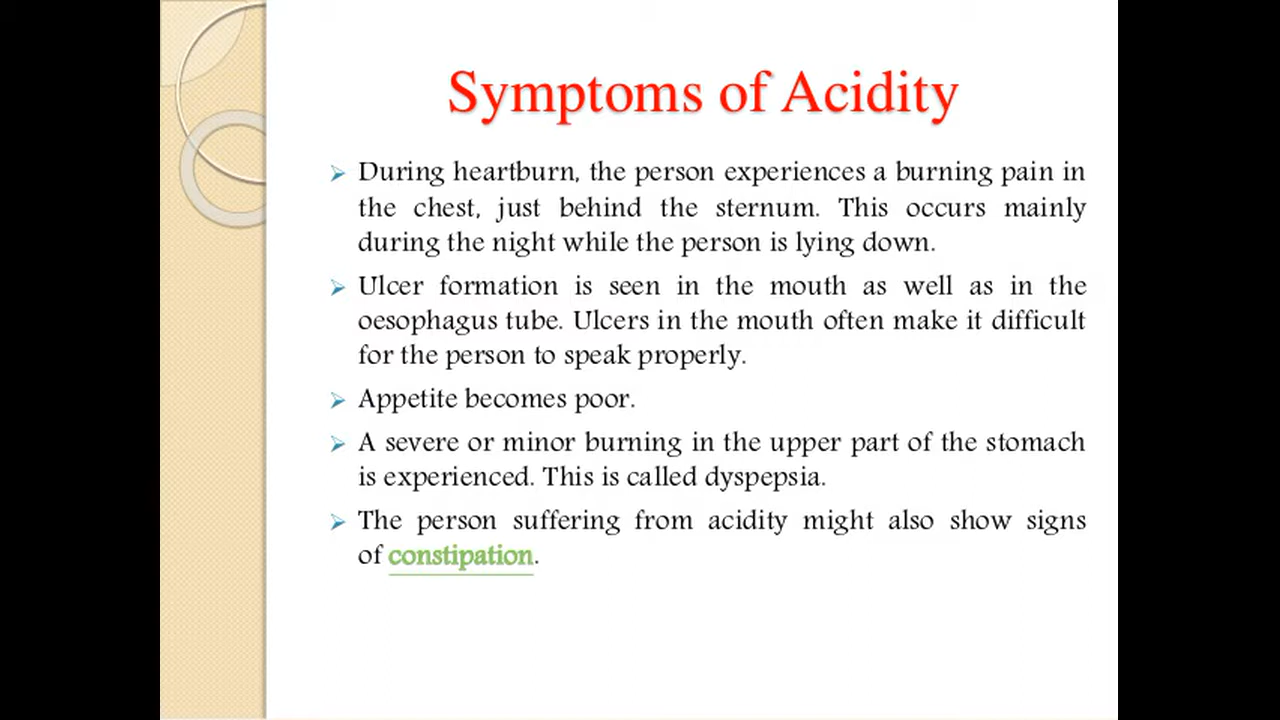 Symptoms of Acidity
During heartburn, the person experiences a burning pain in
the chest, just behind the sternum. This occurs mainly
during the night while the person is lying down.
Ulcer formation is seen in the mouth as well as in the
oesophagus tube. Ulcers in the mouth often make it difficult
for the person to speak properly.
Appetite becomes poor.
A severe or minor burning in the upper part of the stomach
is experienced. This is called dyspepsia.
The person suffering from acidity might also show signs
of constipation.